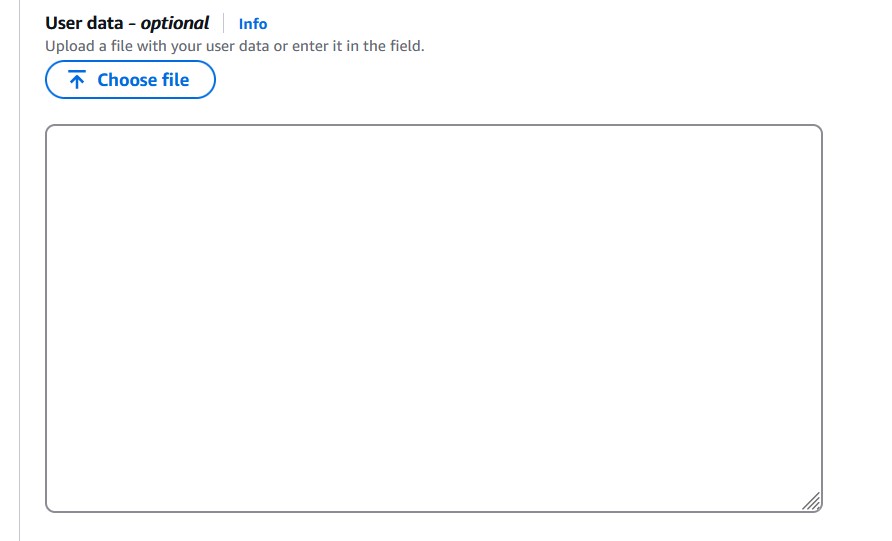 User data - optional Info
Upload a file with your user data or enter it in the field.
Choose file